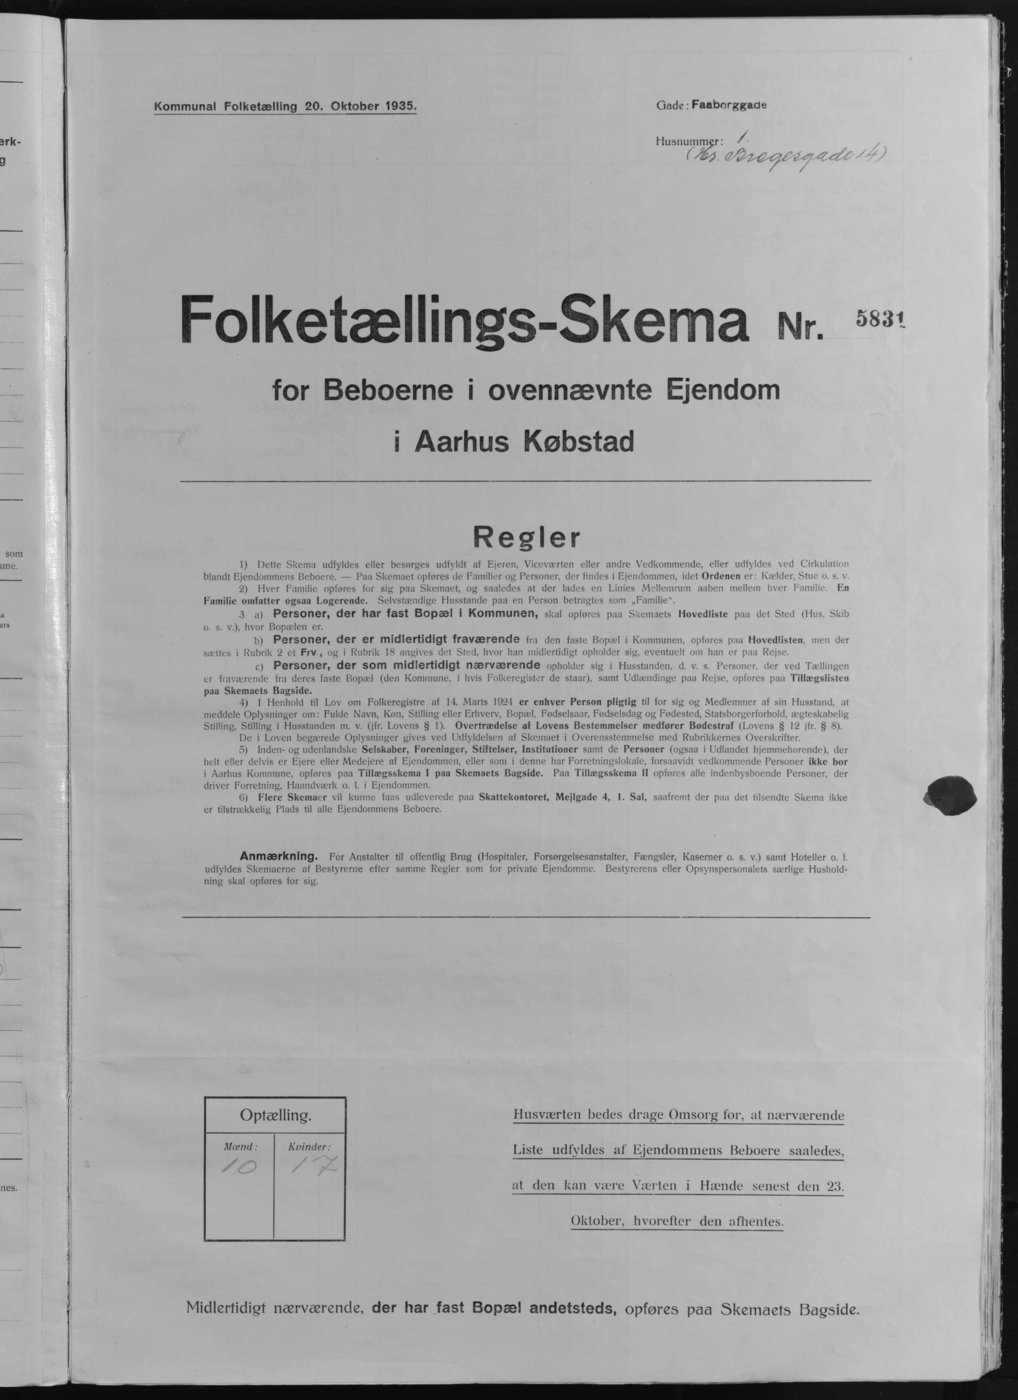 Kommunal Folketælling 20. Oktober 1935.
Gade: Faaborggade
Husnummer: 1.
(Hs. Bregesgade 14)
Folketællings-Skema Nr. 5831
for Beboerne i ovennævnte Ejendom
i Aarhus Købstad
Regler
1) Dette Skema udfyldes eller besørges udfyldt af Ejeren, Viceværten eller andre Vedkommende, eller udfyldes ved Cirkulation
blandt Ejendommens Beboere. — Paa Skemaet opføres de Familier og Personer, der findes i Ejendommen, idet Ordenen er: Kælder, Stue o. s. v.
2) Hver Familie opføres for sig paa Skemaet, og saaledes at der lades en Linies Mellemrum aaben mellem hver Familie. En
Familie omfatter ogsaa Logerende. Selvstændige Husstande paa en Person betragtes som „Familie“.
3 a) Personer, der har fast Bopæl i Kommunen, skal opføres paa Skemaets Hovedliste paa det Sted (Hus, Skib
o. s. v.), hvor Bopælen er.
b) Personer, der er midlertidigt fraværende fra den faste Bopæl i Kommunen, opføres paa Hovedlisten, men der
sættes i Rubrik 2 et Frv., og i Rubrik 18 angives det Sted, hvor han midlertidigt opholder sig, eventuelt om han er paa Rejse.
c) Personer, der som midlertidigt nærværende opholder sig i Husstanden, d. v. s. Personer, der ved Tællingen
er fraværende fra deres faste Bopæl (den Kommune, i hvis Folkeregister de staar), samt Udlændinge paa Rejse, opføres paa Tillægslisten
paa Skemaets Bagside.
4) I Henhold til Lov om Folkeregistre af 14. Marts 1924 er enhver Person pligtig til for sig og Medlemmer af sin Husstand, at
meddele Oplysninger om: Fulde Navn, Køn, Stilling eller Erhverv, Bopæl, Fødselsaar, Fødselsdag og Fødested, Statsborgerforhold, ægteskabelig
Stilling, Stilling i Husstanden m. v. (jfr. Lovens § 1). Overtrædelse af Lovens Bestemmelser medfører Bødestraf (Lovens § 12 jfr. § 8).
De i Loven begærede Oplysninger gives ved Udfyldelsen af Skemaet i Overensstemmelse med Rubrikkernes Overskrifter.
5) Inden- og udenlandske Selskaber, Foreninger, Stiftelser, Institutioner samt de Personer (ogsaa i Udlandet hjemmehørende), der
helt eller delvis er Ejere eller Medejere af Ejendommen, eller som i denne har Forretningslokale, forsaavidt vedkommende Personer ikke bor
i Aarhus Kommune, opføres paa Tillægsskema I paa Skemaets Bagside. Paa Tillægsskema II opføres alle indenbysboende Personer, der
driver Forretning, Haandværk o. l. i Ejendommen.
6) Flere Skemaer vil kunne faas udleverede paa Skattekontoret, Mejlgade 4, 1. Sal, saafremt der paa det tilsendte Skema ikke
er tilstrækkelig Plads til alle Ejendommens Beboere.
Anmærkning. For Anstalter til offentlig Brug (Hospitaler, Forsørgelsesanstalter, Fængsler, Kaserner o. s. v.) samt Hoteller o. l.
udfyldes Skemaerne af Bestyrerne efter samme Regler som for private Ejendomme. Bestyrerens eller Opsynspersonalets særlige Hushold-
ning skal opføres for sig.
Optælling.
Mænd: Kvinder:
10 17
Husværten bedes drage Omsorg for, at nærværende
Liste udfyldes af Ejendommens Beboere saaledes,
at den kan være Værten i Hænde senest den 23.
Oktober, hvorefter den afhentes.
Midlertidigt nærværende, der har fast Bopæl andetsteds, opføres paa Skemaets Bagside.